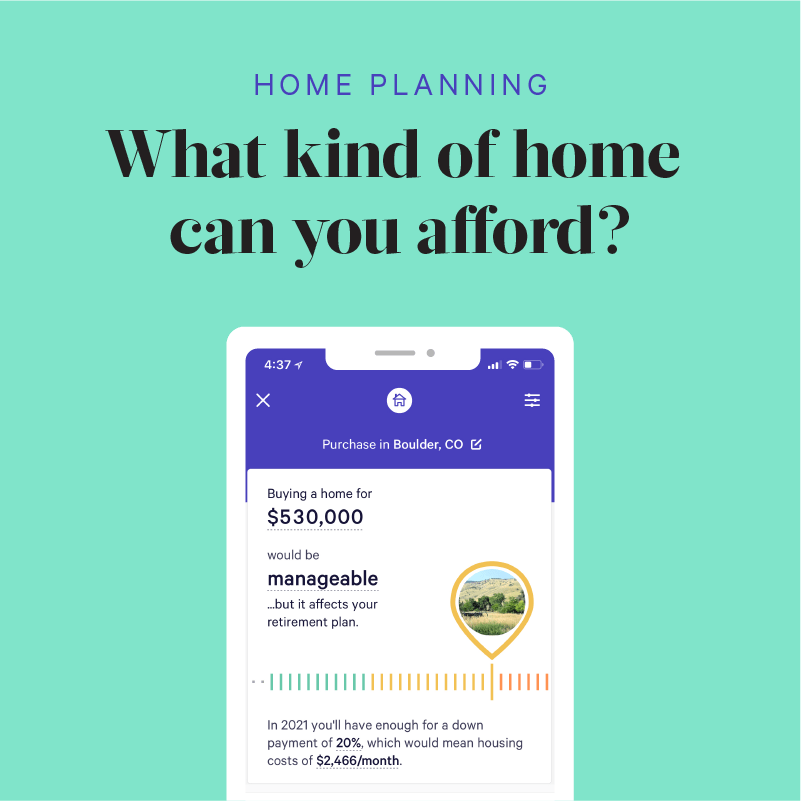 HOME PLANNING
What kind of home
can you afford?
4:37
Purchase in Boulder, CO
Buying a home for
$530,000
would be
manageable
...but it affects your
retirement plan.
In 2021 you'll have enough for a down
payment of 20%, which would mean housing
costs of $2,466/month.